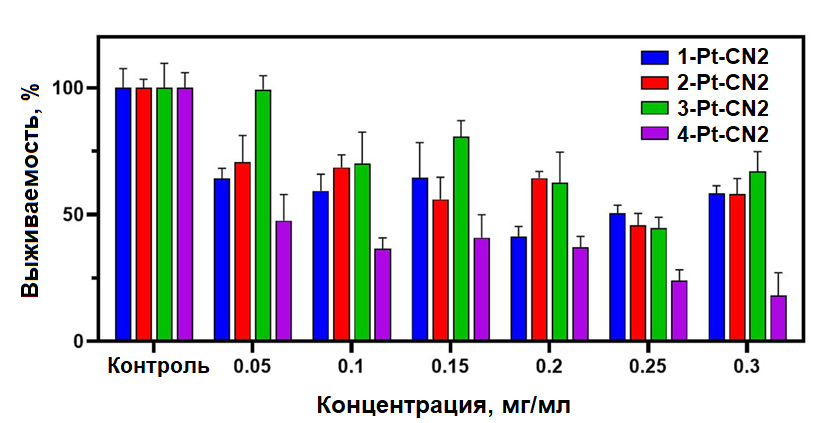 1-Pt-CN2
2-Pt-CN2
3-Pt-CN2
4-Pt-CN2
Выживаемость, %
100
50
0
Контроль 0.05 0.1 0.15 0.2 0.25 0.3
Концентрация, мг/мл